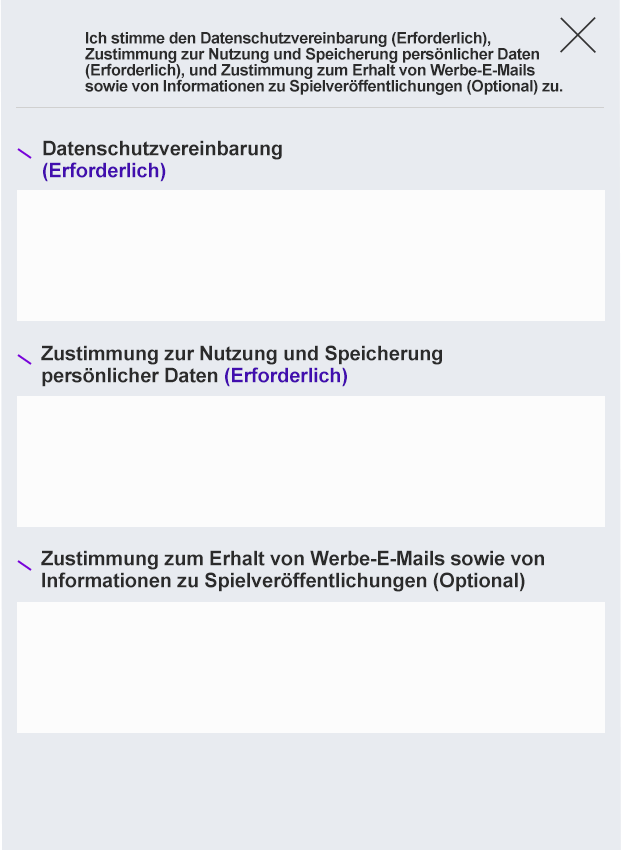 Ich stimme den Datenschutzvereinbarung (Erforderlich),
Zustimmung zur Nutzung und Speicherung persönlicher Daten
(Erforderlich), und Zustimmung zum Erhalt von Werbe-E-Mails
sowie von Informationen zu Spielveröffentlichungen (Optional) zu.
Datenschutzvereinbarung
(Erforderlich)
Zustimmung zur Nutzung und Speicherung
persönlicher Daten (Erforderlich)
Zustimmung zum Erhalt von Werbe-E-Mails sowie von
Informationen zu Spielveröffentlichungen (Optional)